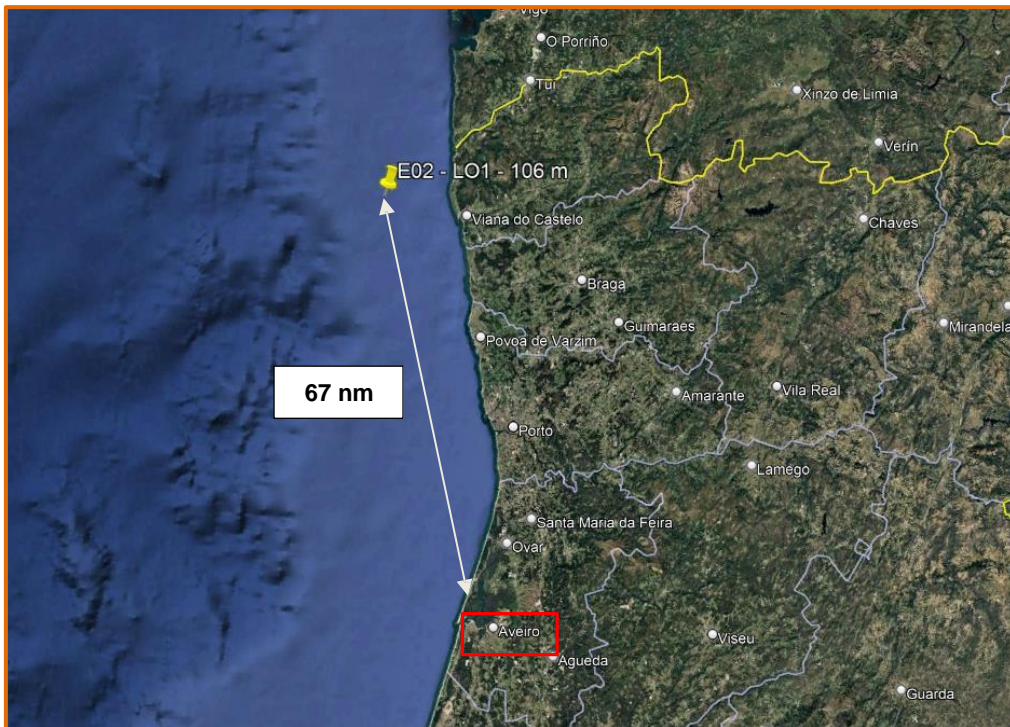 Vigo
O Porriño
Tui
Xinzo de Limia
Verín
E02 - LO1 - 106 m
Viana do Castelo
Chaves
Braga
Guimaraes
Mirandela
Povoa de Varzim
67 nm
Amarante
Vila Real
Porto
Lamego
Santa Maria da Feira
Ovar
Aveiro
Viseu
Agueda
Guarda